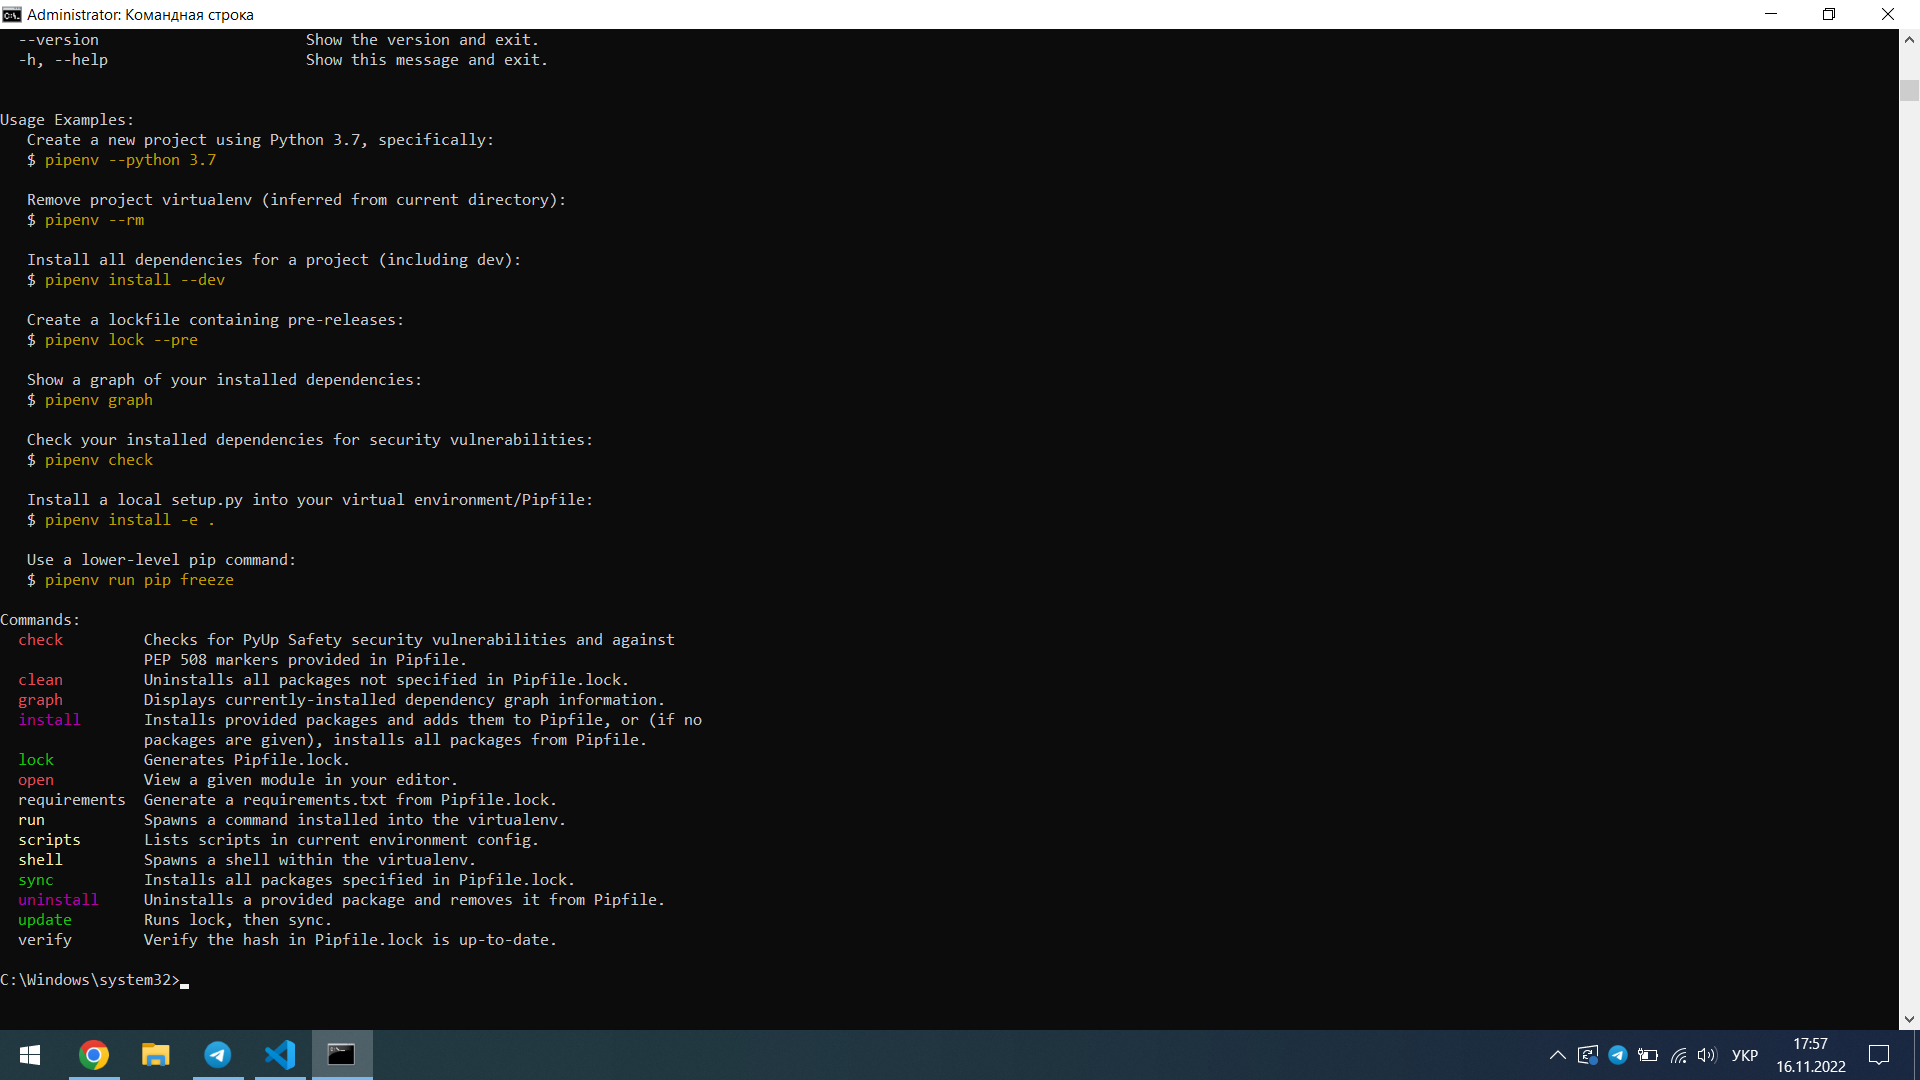 Administrator: Командная строка
--version                       Show the version and exit.
-h, --help                      Show this message and exit.
Usage Examples:
Create a new project using Python 3.7, specifically:
$ pipenv --python 3.7
Remove project virtualenv (inferred from current directory):
$ pipenv --rm
Install all dependencies for a project (including dev):
$ pipenv install --dev
Create a lockfile containing pre-releases:
$ pipenv lock --pre
Show a graph of your installed dependencies:
$ pipenv graph
Check your installed dependencies for security vulnerabilities:
$ pipenv check
Install a local setup.py into your virtual environment/Pipfile:
$ pipenv install -e .
Use a lower-level pip command:
$ pipenv run pip freeze
Commands:
check         Checks for PyUp Safety security vulnerabilities and against
PEP 508 markers provided in Pipfile.
clean         Uninstalls all packages not specified in Pipfile.lock.
graph         Displays currently-installed dependency graph information.
install       Installs provided packages and adds them to Pipfile, or (if no
packages are given), installs all packages from Pipfile.
lock          Generates Pipfile.lock.
open          View a given module in your editor.
requirements  Generate a requirements.txt from Pipfile.lock.
run           Spawns a command installed into the virtualenv.
scripts       Lists scripts in current environment config.
shell         Spawns a shell within the virtualenv.
sync          Installs all packages specified in Pipfile.lock.
uninstall     Uninstalls a provided package and removes it from Pipfile.
update        Runs lock, then sync.
verify        Verify the hash in Pipfile.lock is up-to-date.
C:\Windows\system32>
УКР
17:57
16.11.2022